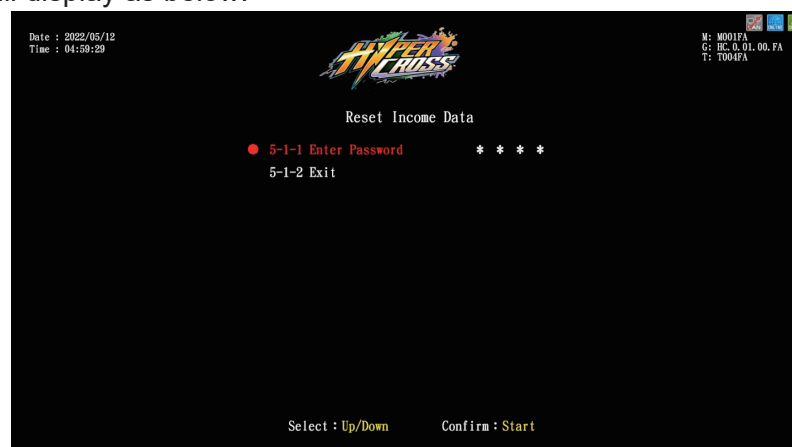 ll display as below:
Date : 2022/05/12
Time : 04:59:29
HYPER
CROSS
M: M001FA
G: HC.0.01.00.FA
T: T004FA
Reset Income Data
5-1-1 Enter Password * * * *
5-1-2 Exit
Select：Up/Down Confirm：Start